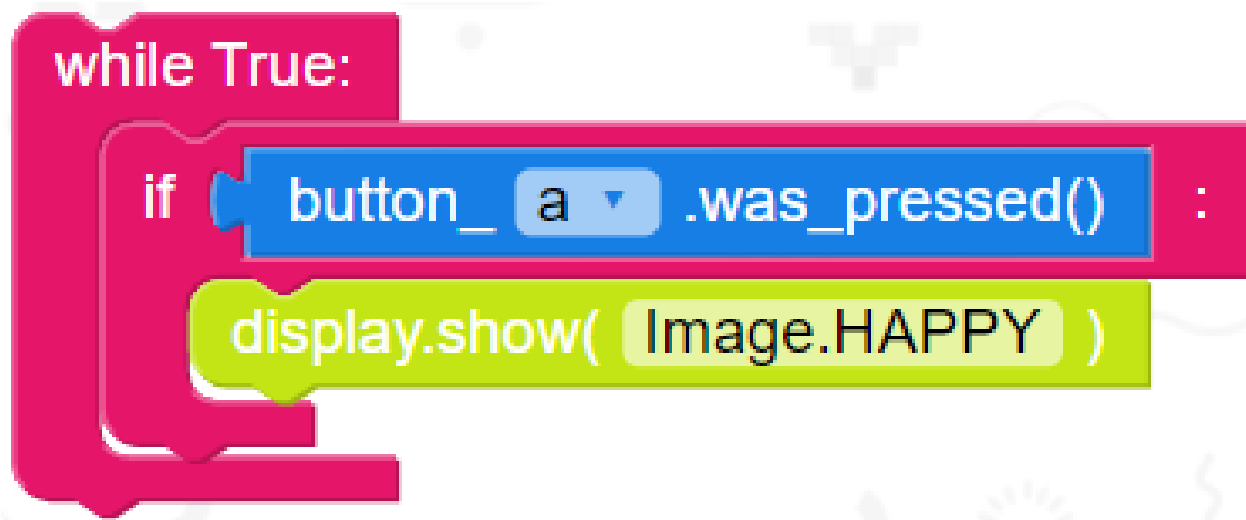 while True:
if button_ a .was_pressed() :
display.show( Image.HAPPY )